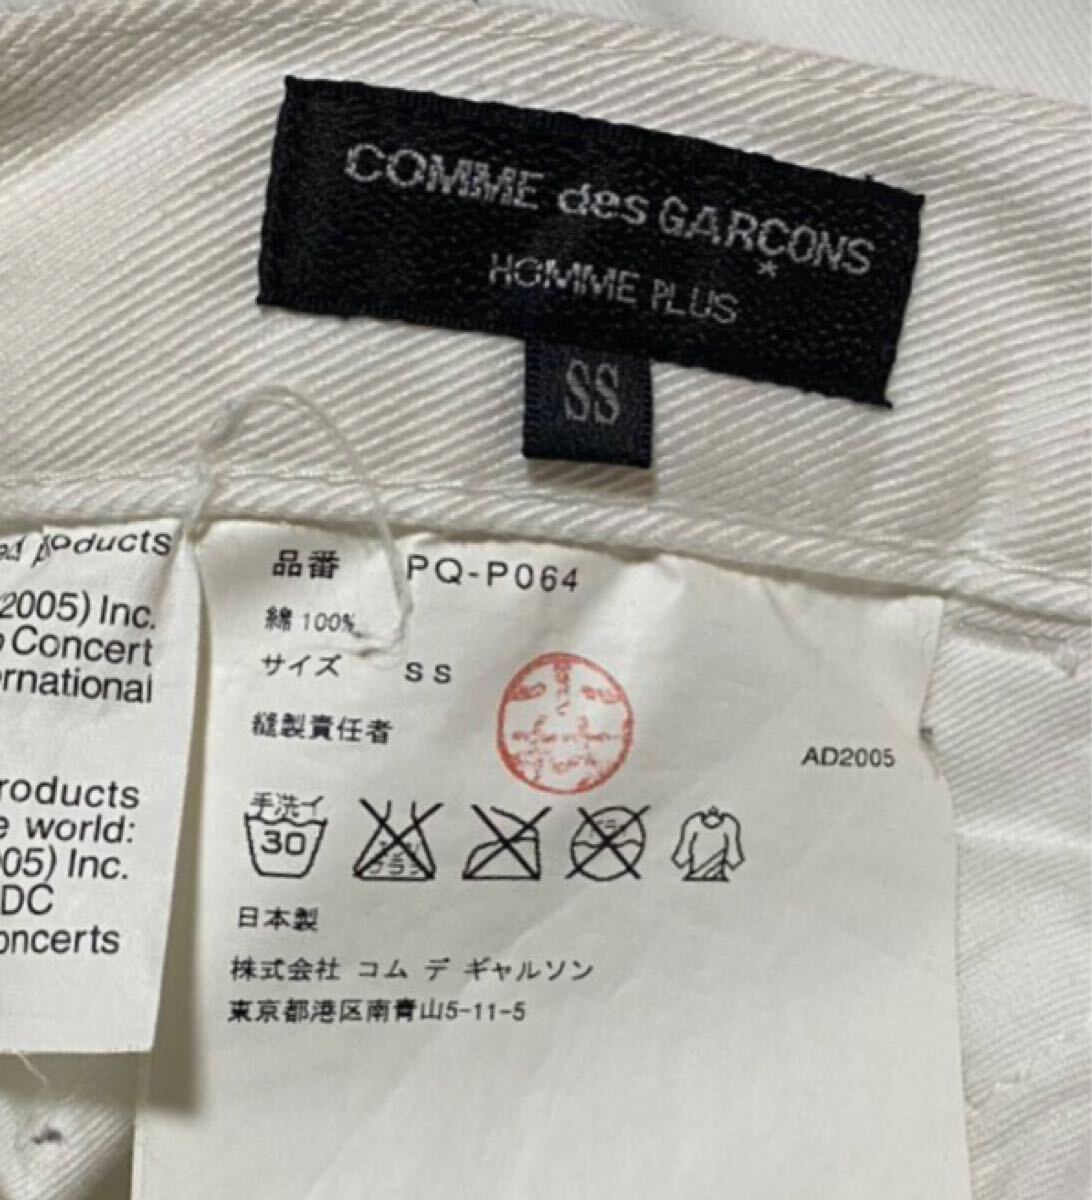 COMME des GARÇONS
HOMME PLUS
SS
products
2005) Inc.
Concert
ernational
roducts
e world:
05) Inc.
DC
oncerts
品番 PQ-P064
綿 100%
サイズ SS
縫製責任者
AD2005
手洗イ
30
日本製
株式会社 コム デ ギャルソン
東京都港区南青山5-11-5